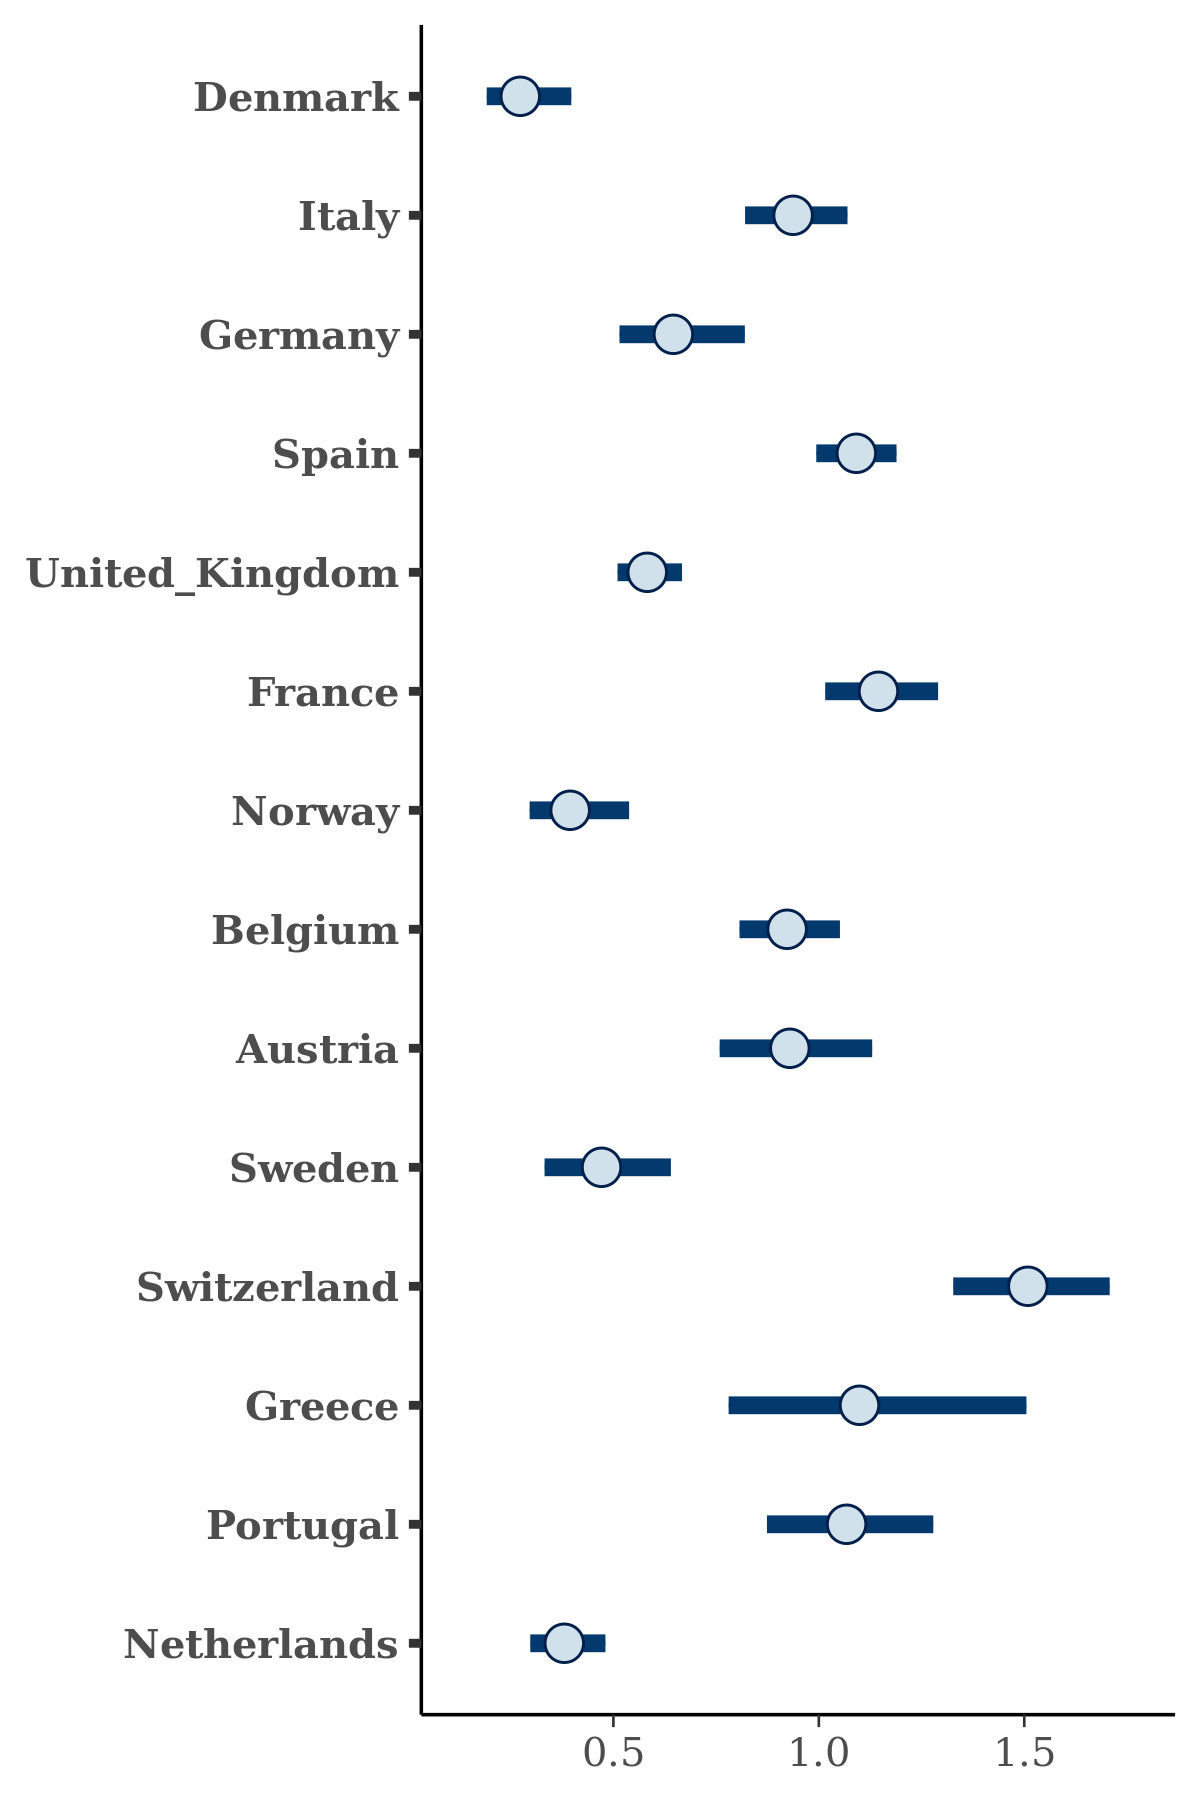 Denmark
Italy
Germany
Spain
United_Kingdom
France
Norway
Belgium
Austria
Sweden
Switzerland
Greece
Portugal
Netherlands
0.5 1.0 1.5